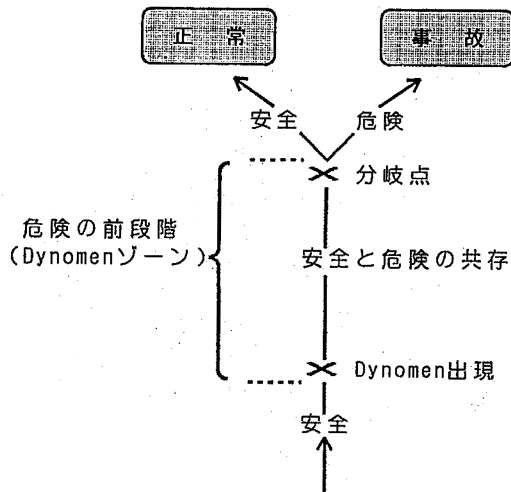 正常
事故
安全
危険
分岐点
危険の前段階
(Dynomenゾーン)
安全と危険の共存
Dynomen出現
安全